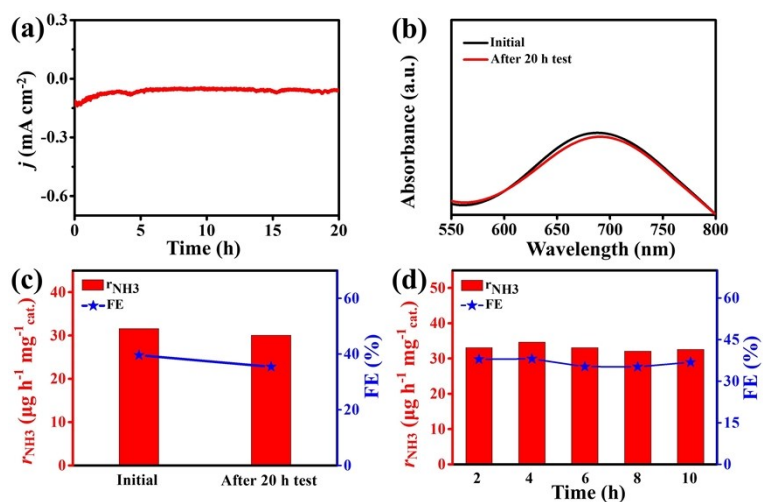 (a)
0.3
0.0
-0.3
-0.6
j (mA cm⁻²)
0 5 10 15 20
Time (h)
(b)
Initial
After 20 h test
Absorbance (a.u.)
550 600 650 700 750 800
Wavelength (nm)
(c)
rNH3
FE
40
30
20
10
0
rNH3 (µg h⁻¹ mg⁻¹cat.)
60
40
20
0
FE (%)
Initial After 20 h test
(d)
rNH3
FE
50
40
30
20
10
0
rNH3 (µg h⁻¹ mg⁻¹cat.)
60
45
30
15
0
FE (%)
2 4 6 8 10
Time (h)